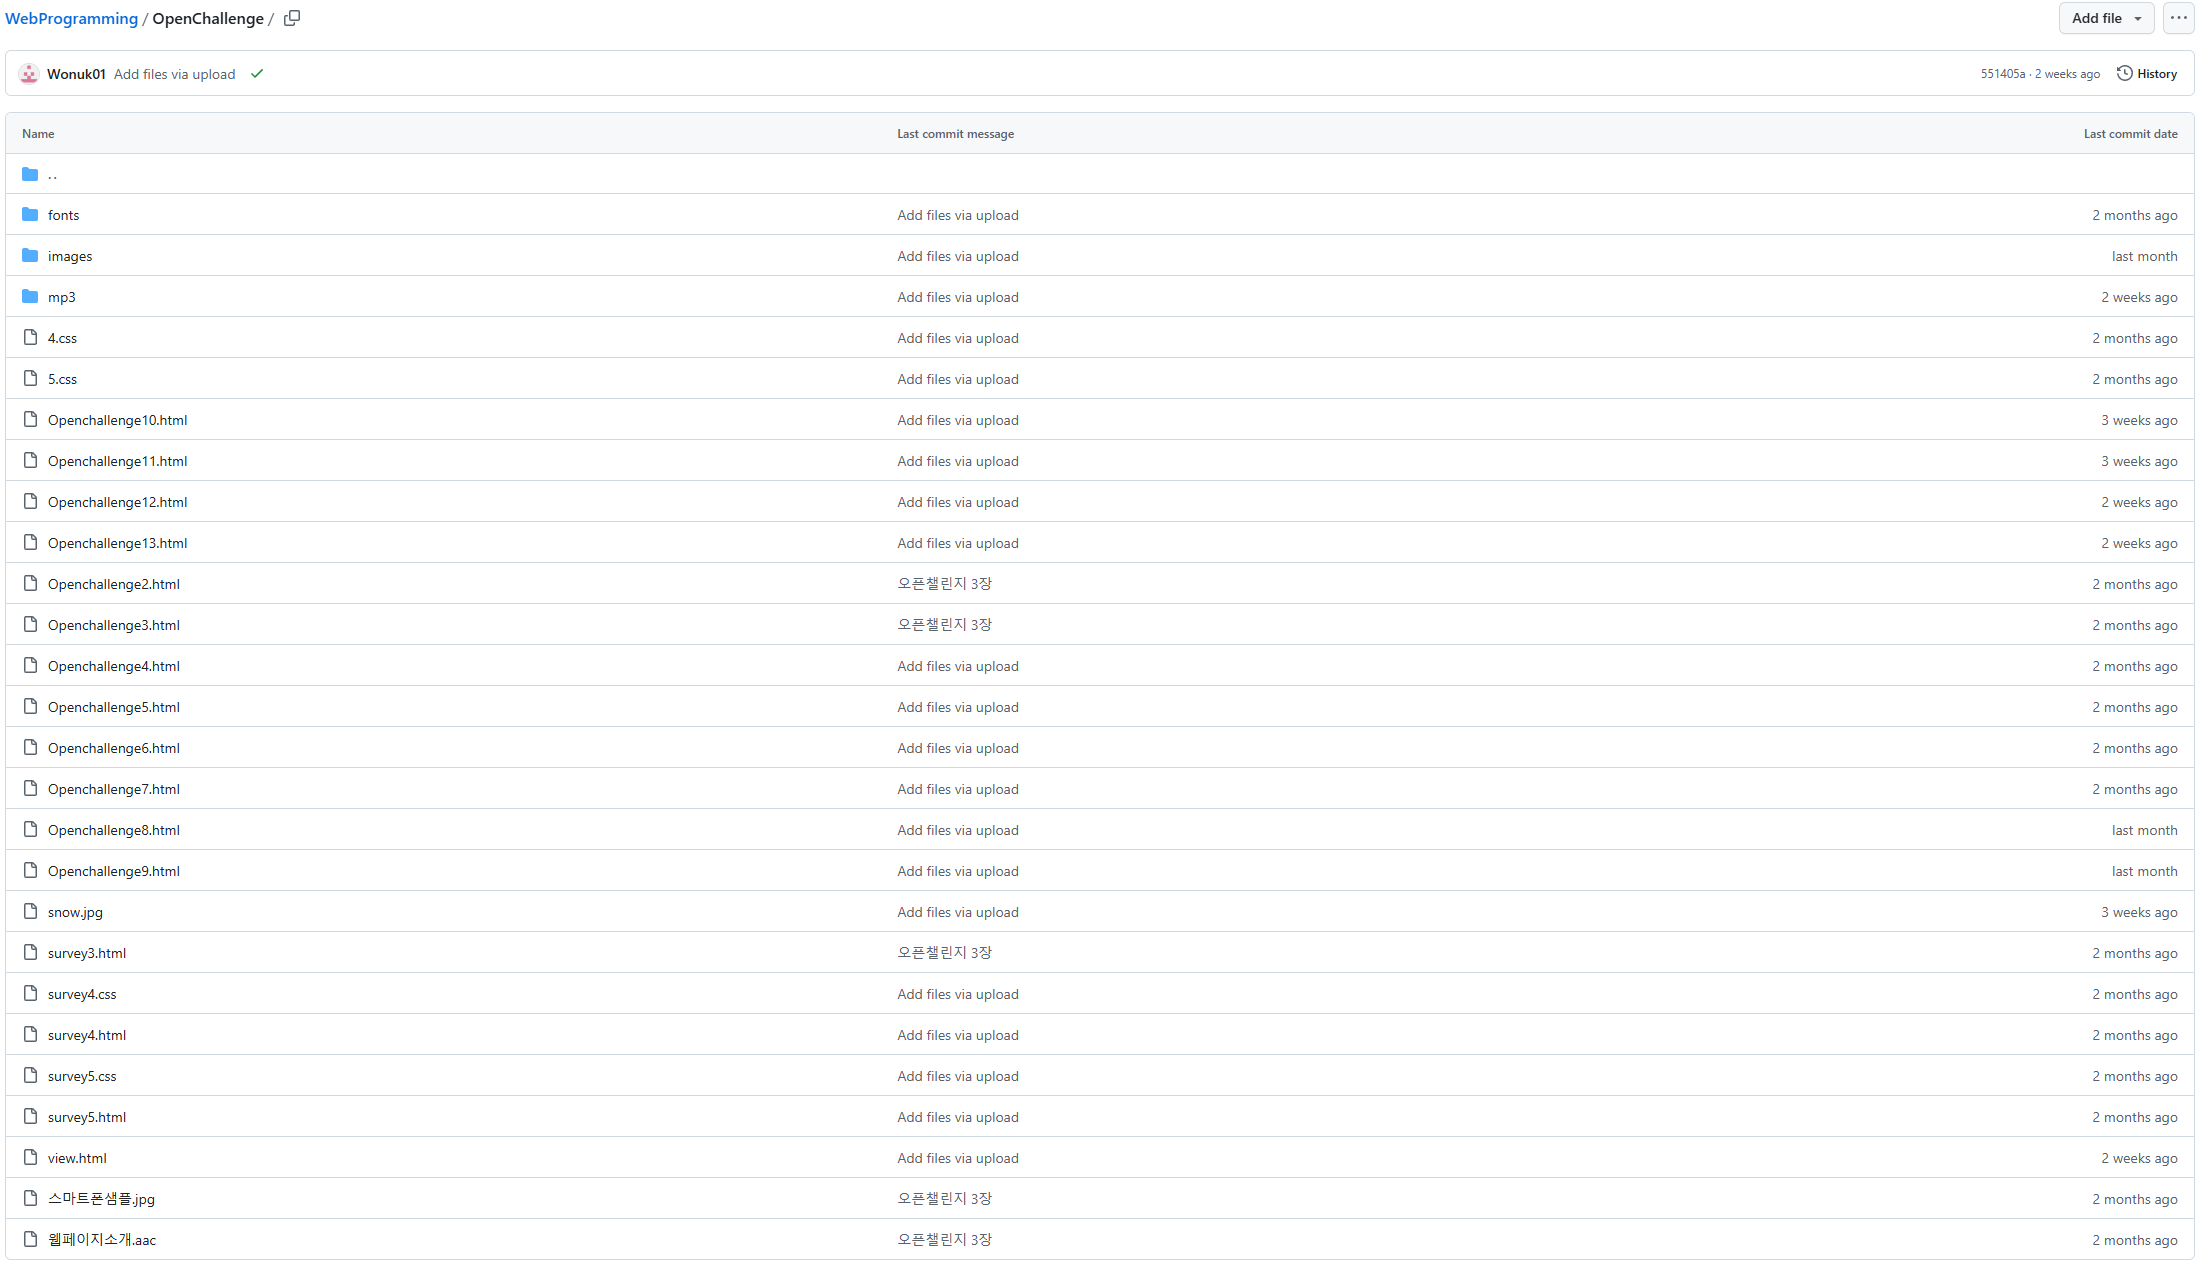 WebProgramming / OpenChallenge /
Add file
Wonuk01 Add files via upload 551405a · 2 weeks ago History
Name Last commit message Last commit date
..
fonts Add files via upload 2 months ago
images Add files via upload last month
mp3 Add files via upload 2 weeks ago
4.css Add files via upload 2 months ago
5.css Add files via upload 2 months ago
Openchallenge10.html Add files via upload 3 weeks ago
Openchallenge11.html Add files via upload 3 weeks ago
Openchallenge12.html Add files via upload 2 weeks ago
Openchallenge13.html Add files via upload 2 weeks ago
Openchallenge2.html 오픈챌린지 3장 2 months ago
Openchallenge3.html 오픈챌린지 3장 2 months ago
Openchallenge4.html Add files via upload 2 months ago
Openchallenge5.html Add files via upload 2 months ago
Openchallenge6.html Add files via upload 2 months ago
Openchallenge7.html Add files via upload 2 months ago
Openchallenge8.html Add files via upload last month
Openchallenge9.html Add files via upload last month
snow.jpg Add files via upload 3 weeks ago
survey3.html 오픈챌린지 3장 2 months ago
survey4.css Add files via upload 2 months ago
survey4.html Add files via upload 2 months ago
survey5.css Add files via upload 2 months ago
survey5.html Add files via upload 2 months ago
view.html Add files via upload 2 weeks ago
스마트폰샘플.jpg 오픈챌린지 3장 2 months ago
웰페이지소개.aac 오픈챌린지 3장 2 months ago